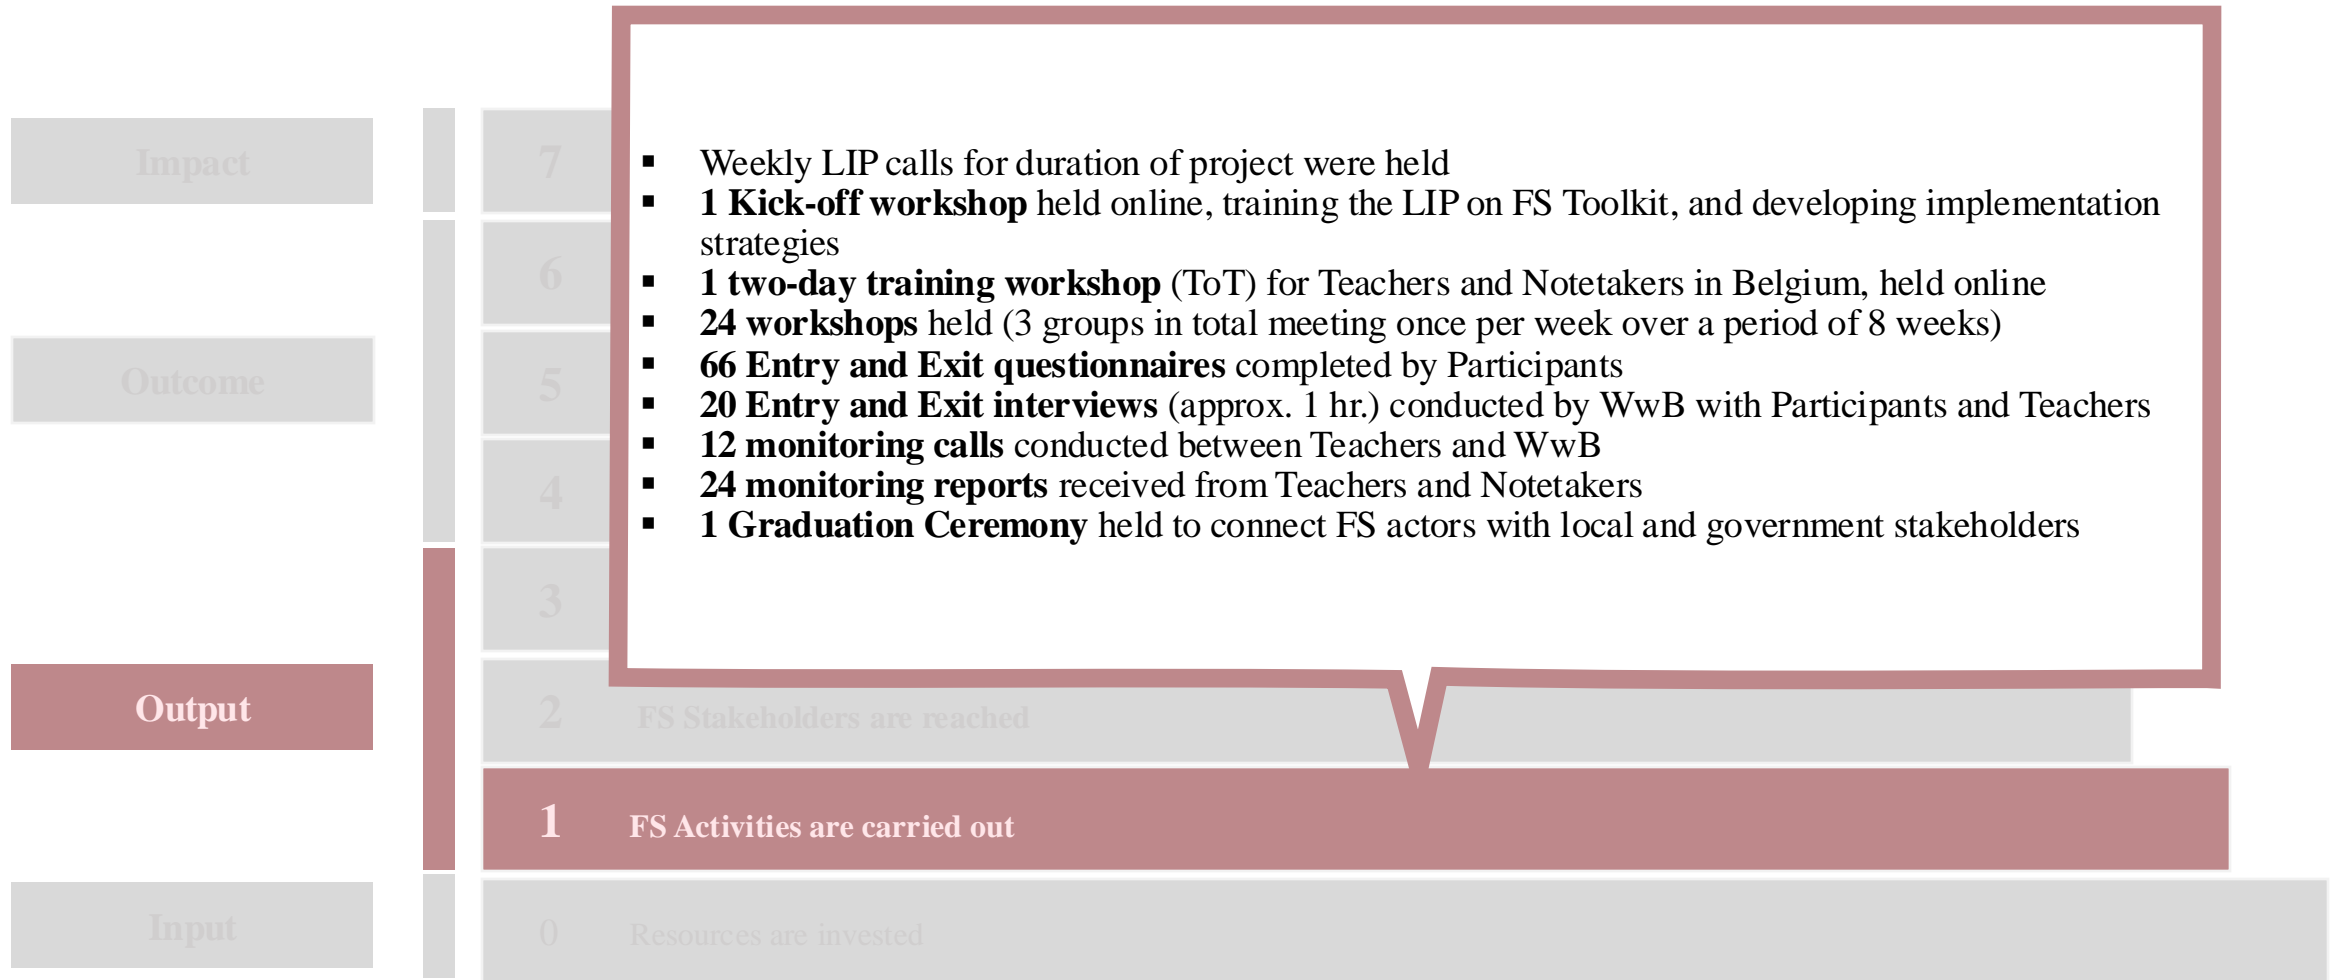 Impact
7
▪ Weekly LIP calls for duration of project were held
▪ 1 Kick-off workshop held online, training the LIP on FS Toolkit, and developing implementation
strategies
6
▪ 1 two-day training workshop (ToT) for Teachers and Notetakers in Belgium, held online
▪ 24 workshops held (3 groups in total meeting once per week over a period of 8 weeks)
Outcome
5
▪ 66 Entry and Exit questionnaires completed by Participants
▪ 20 Entry and Exit interviews (approx. 1 hr.) conducted by WwB with Participants and Teachers
▪ 12 monitoring calls conducted between Teachers and WwB
4
▪ 24 monitoring reports received from Teachers and Notetakers
▪ 1 Graduation Ceremony held to connect FS actors with local and government stakeholders
3
Output
2 FS Stakeholders are reached
1 FS Activities are carried out
Input
0 Resources are invested